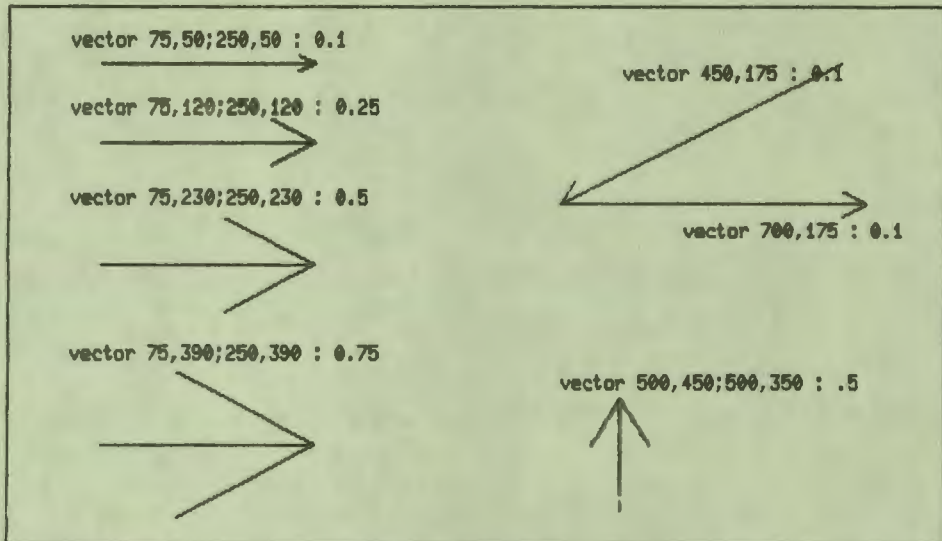 vector 75,50;250,50 : 0.1
vector 75,120;250,120 : 0.25
vector 75,230;250,230 : 0.5
vector 75,390;250,390 : 0.75
vector 450,175 : 0.1
vector 700,175 : 0.1
vector 500,450;500,350 : .5